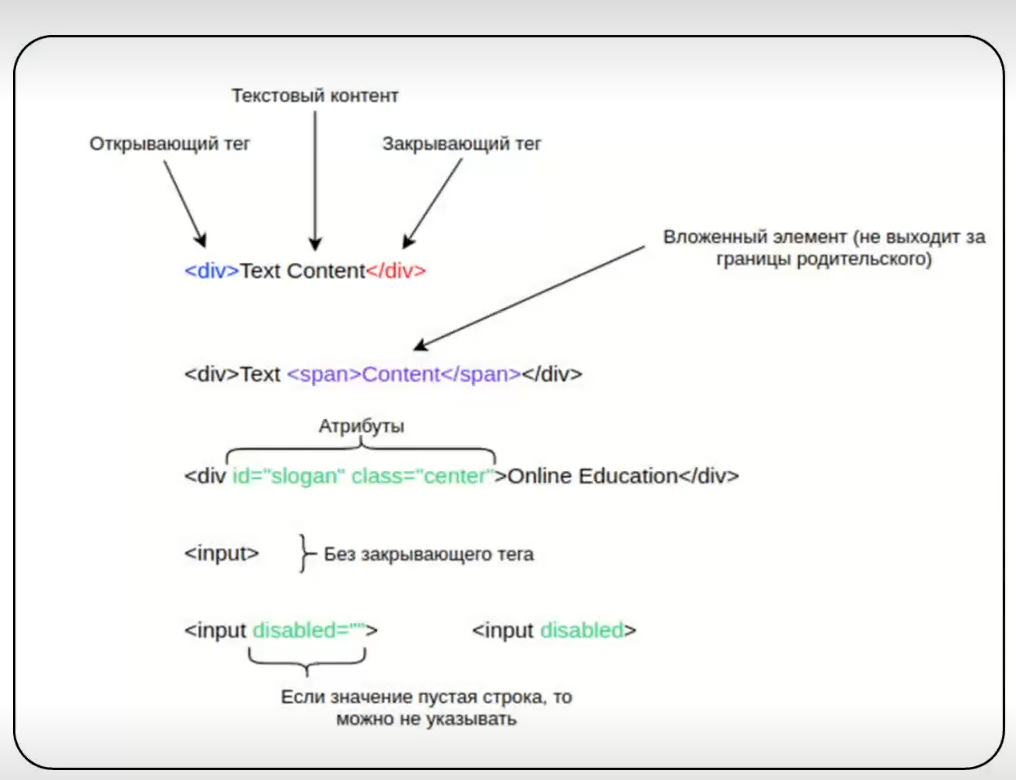 Текстовый контент
Открывающий тег
Закрывающий тег
<div>Text Content</div>
Вложенный элемент (не выходит за
границы родительского)
<div>Text <span>Content</span></div>
Атрибуты
<div id="slogan" class="center">Online Education</div>
<input>
Без закрывающего тега
<input disabled="">
<input disabled>
Если значение пустая строка, то
можно не указывать